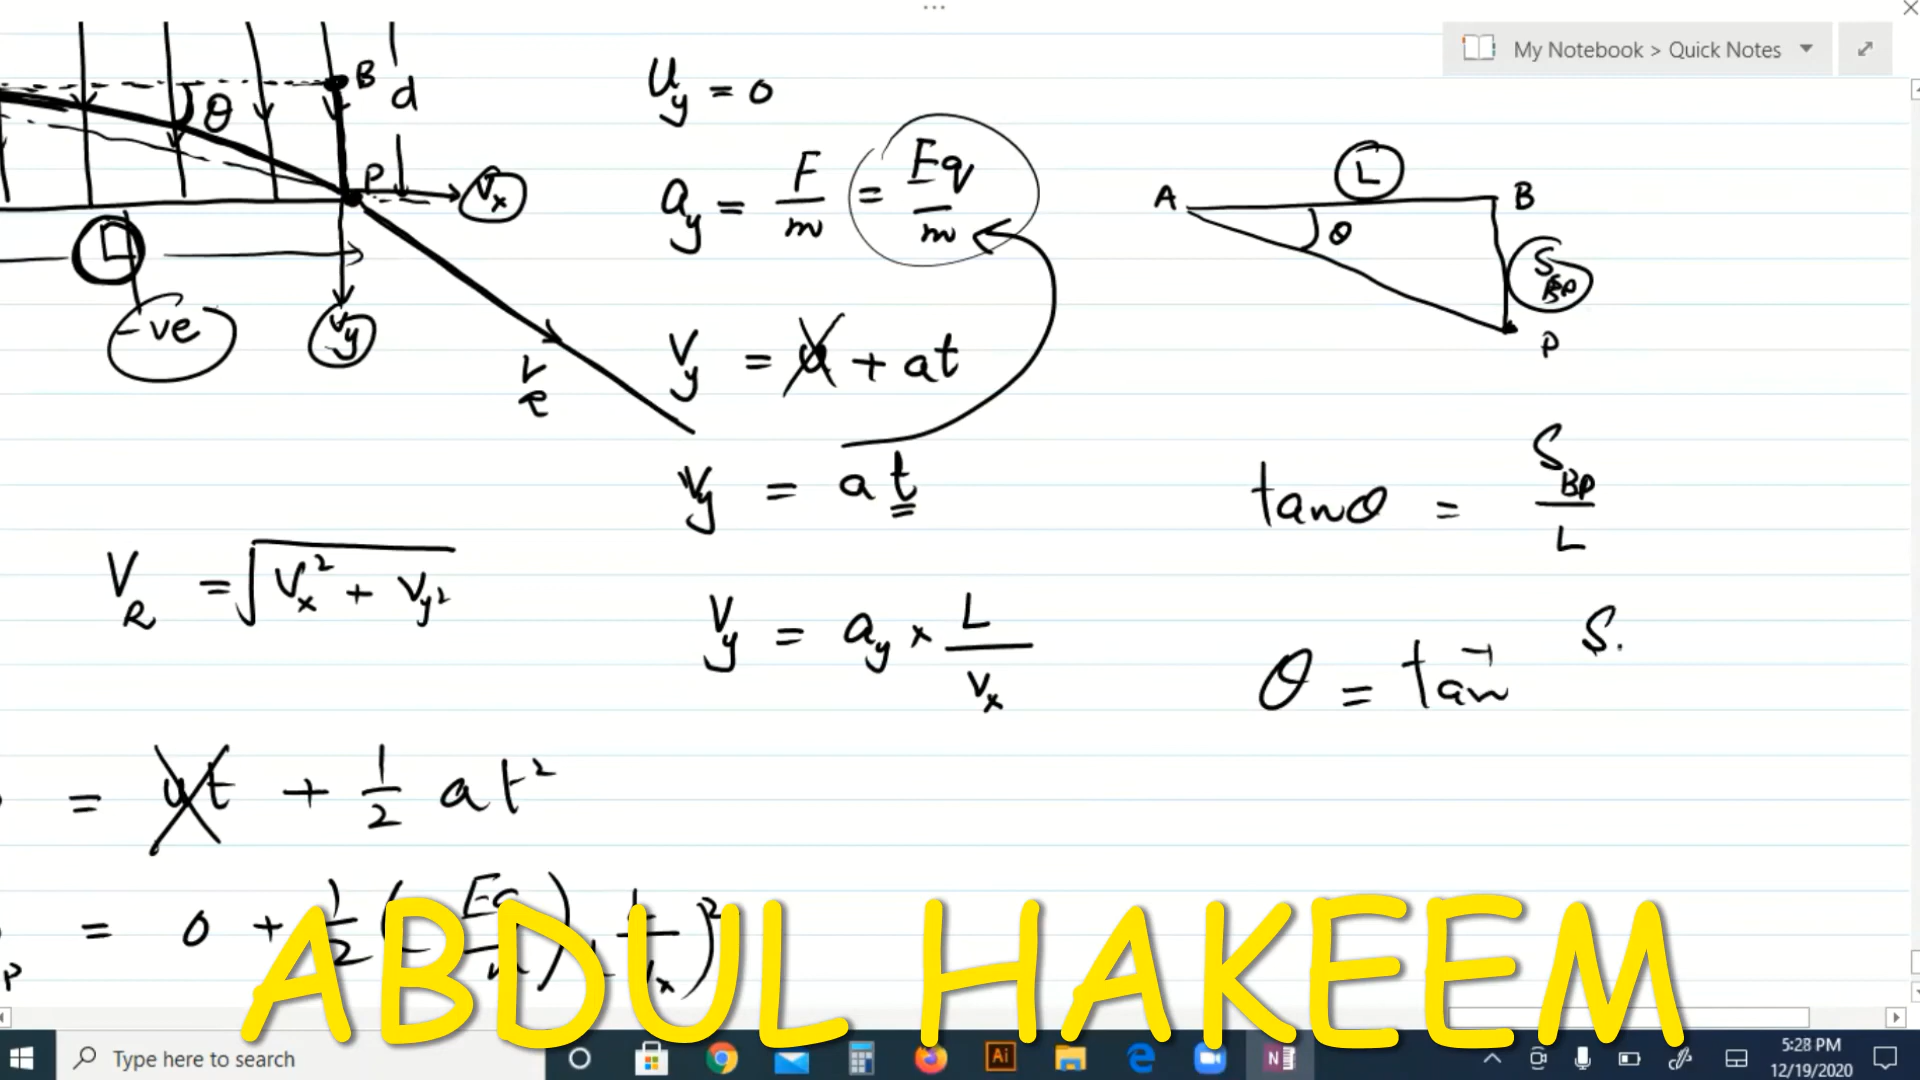 My Notebook > Quick Notes
B
d
θ
P
Vx
L
-ve
Vy
Uy = 0
ay = F/m = Eq/m
Vy = u + at
Vy = at
VR = √Vx² + Vy²
Vy = ay × L/Vx
= ut + 1/2 at²
P = 0 + 1/2
A
L
B
θ
SBP
P
tanθ = SBP/L
θ = tan⁻¹ S.
ABDUL HAKEEM
Type here to search
Ai
N
5:28 PM
12/19/2020